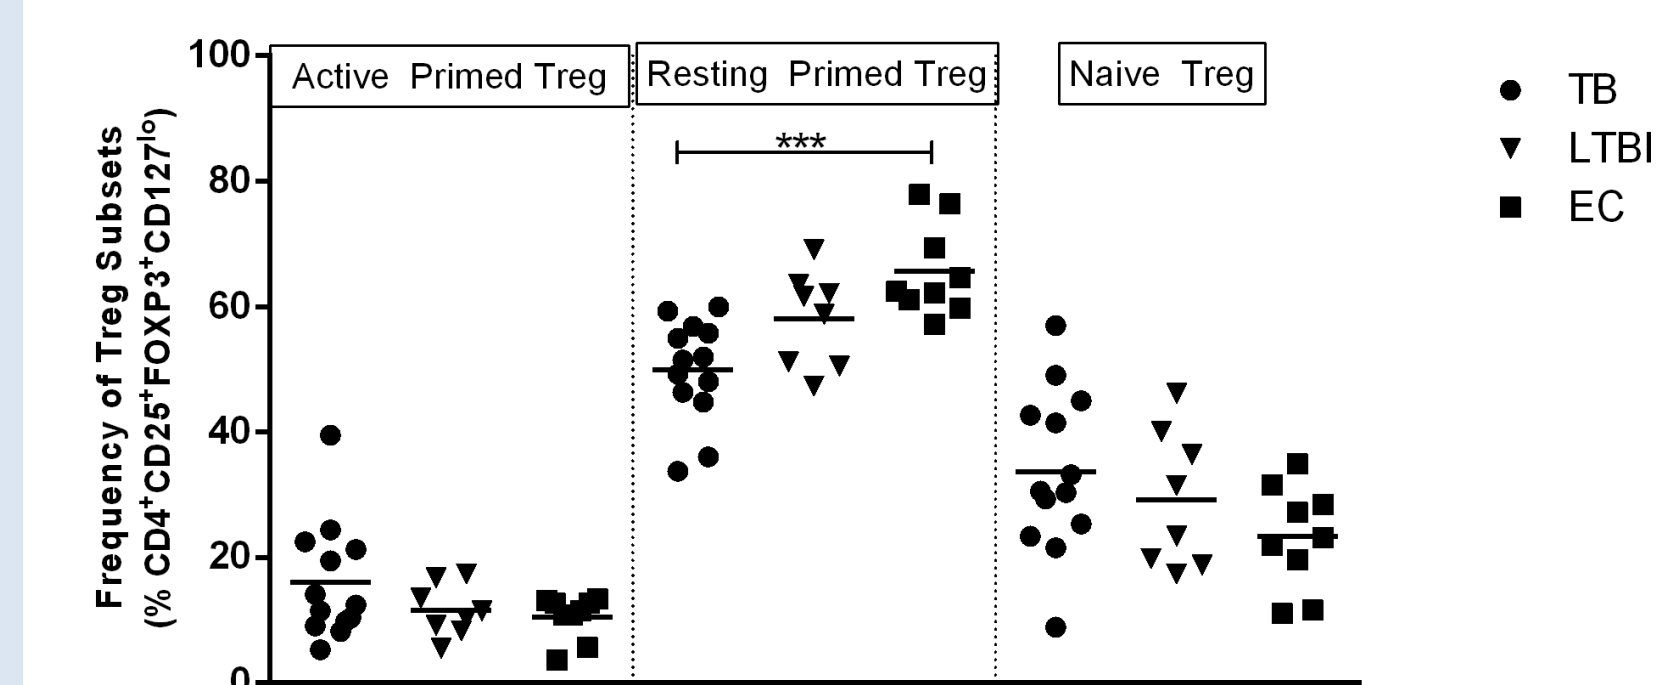 Active Primed Treg
Resting Primed Treg
Naive Treg
***
TB
LTBI
EC
Frequency of Treg Subsets
(% CD4⁺CD25⁺FOXP3⁺CD127ˡᵒ)
100
80
60
40
20
0